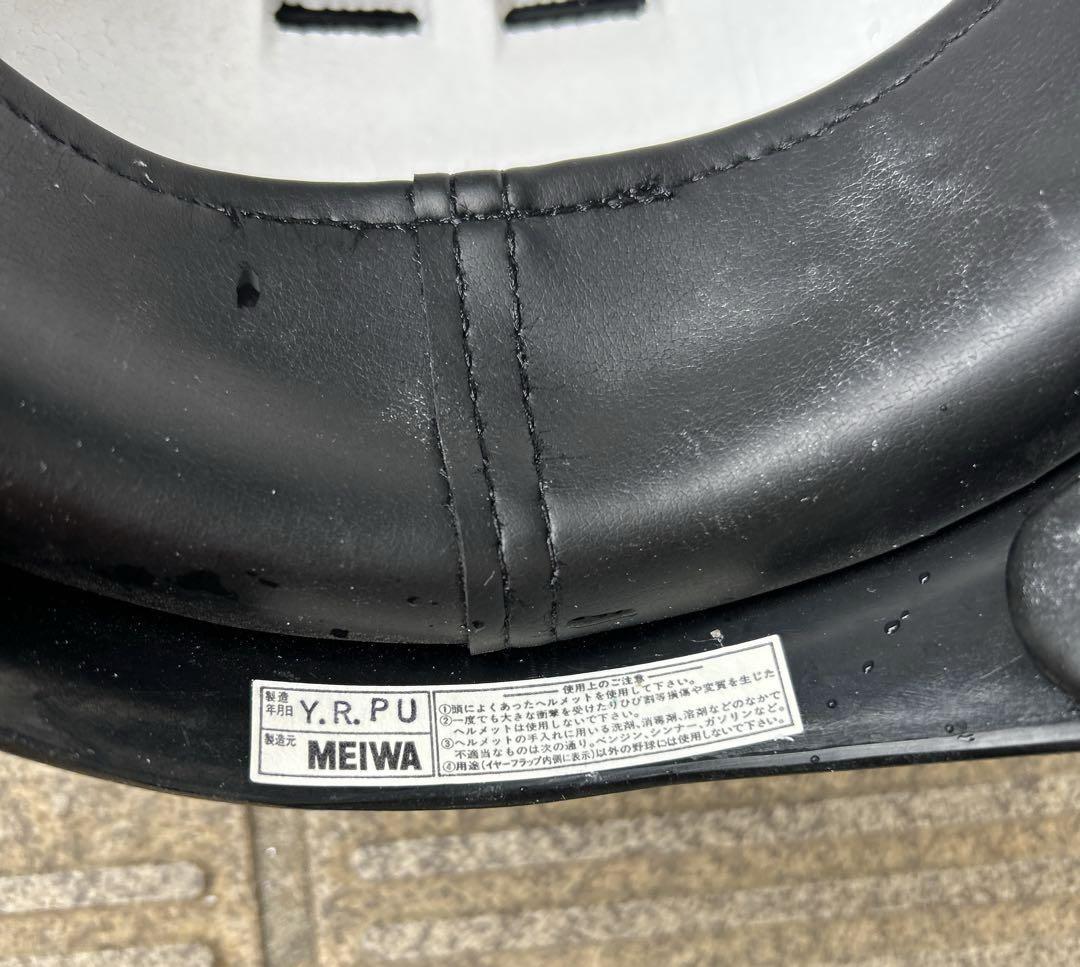 製造
年月日 Y.R.PU
製造元 MEIWA
使用上のご注意
①頭によくあったヘルメットを使用して下さい。
②一度でも大きな衝撃を受けたりひび割等損傷や変質を生じた
ヘルメットは使用しないで下さい。
③ヘルメットの手入れに用いる洗剤、消毒剤、溶剤などのなかで
不適当なものは次の通り。ベンジン、シンナー、ガソリンなど。
④用途(イヤーフラップ内側に表示)以外の野球には使用しないで下さい。